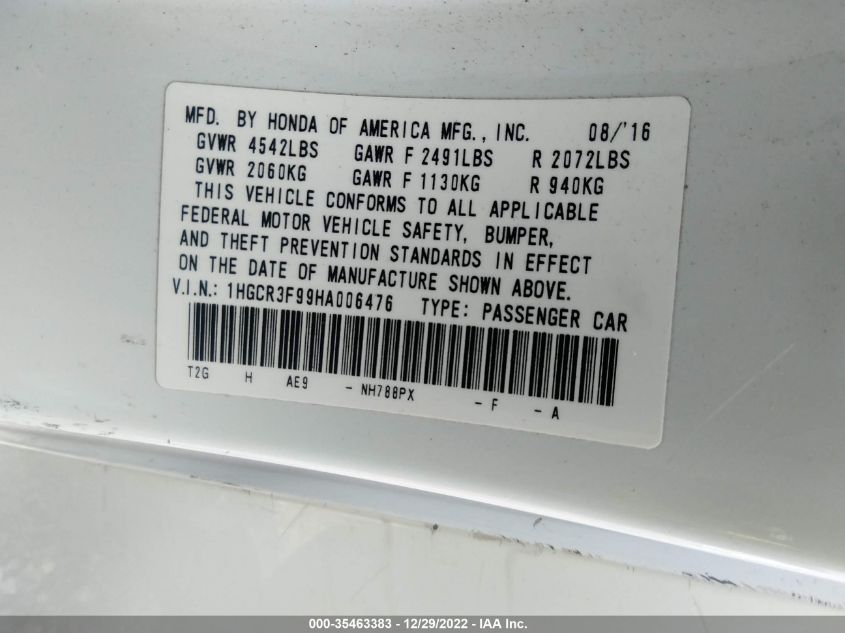 MFD. BY HONDA OF AMERICA MFG., INC. 08/'16
GVWR 4542LBS GAWR F 2491LBS R 2072LBS
GVWR 2060KG GAWR F 1130KG R 940KG
THIS VEHICLE CONFORMS TO ALL APPLICABLE
FEDERAL MOTOR VEHICLE SAFETY, BUMPER,
AND THEFT PREVENTION STANDARDS IN EFFECT
ON THE DATE OF MANUFACTURE SHOWN ABOVE.
V.I.N.: 1HGCR3F99HA006476 TYPE: PASSENGER CAR
T2G H AE9 - NH788PX - F - A
000-35463383 - 12/29/2022 - IAA Inc.